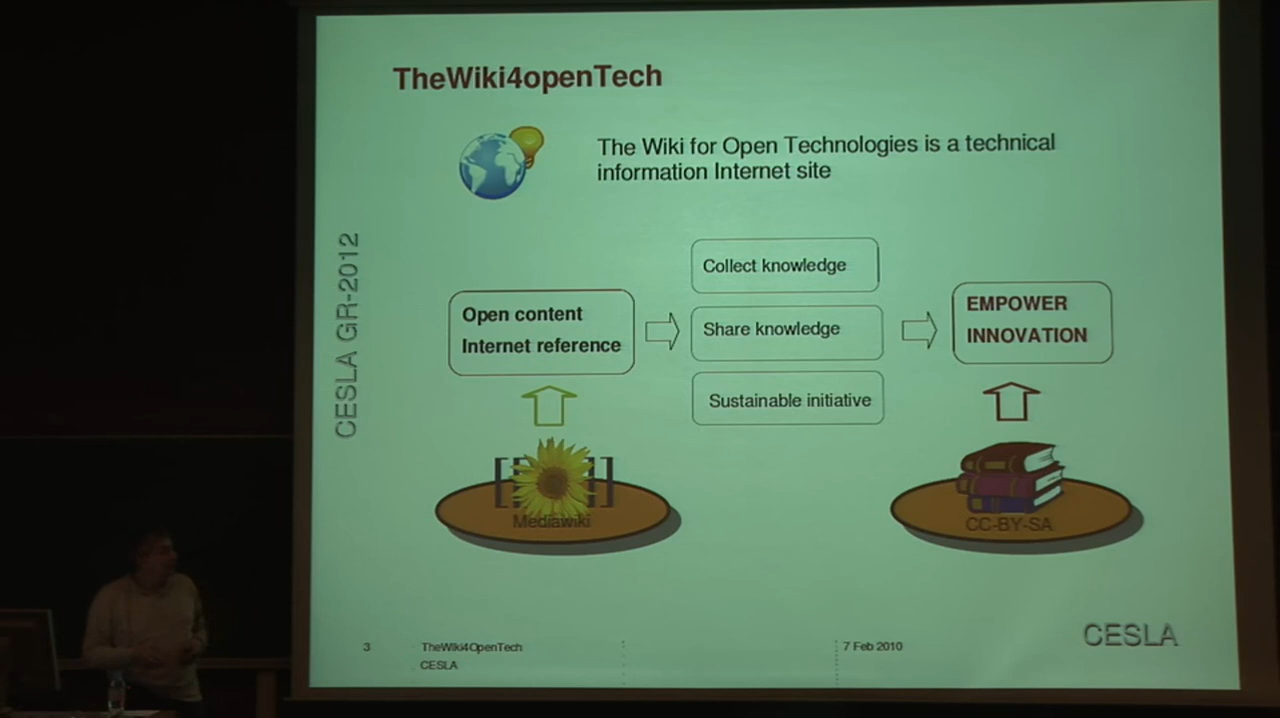 TheWiki4openTech
The Wiki for Open Technologies is a technical
information Internet site
CESLA GR-2012
Collect knowledge
Open content
Internet reference
Share knowledge
EMPOWER
INNOVATION
Sustainable initiative
[[ ]]
Mediawiki
CC-BY-SA
CESLA
3
TheWiki4OpenTech
7 Feb 2010
CESLA